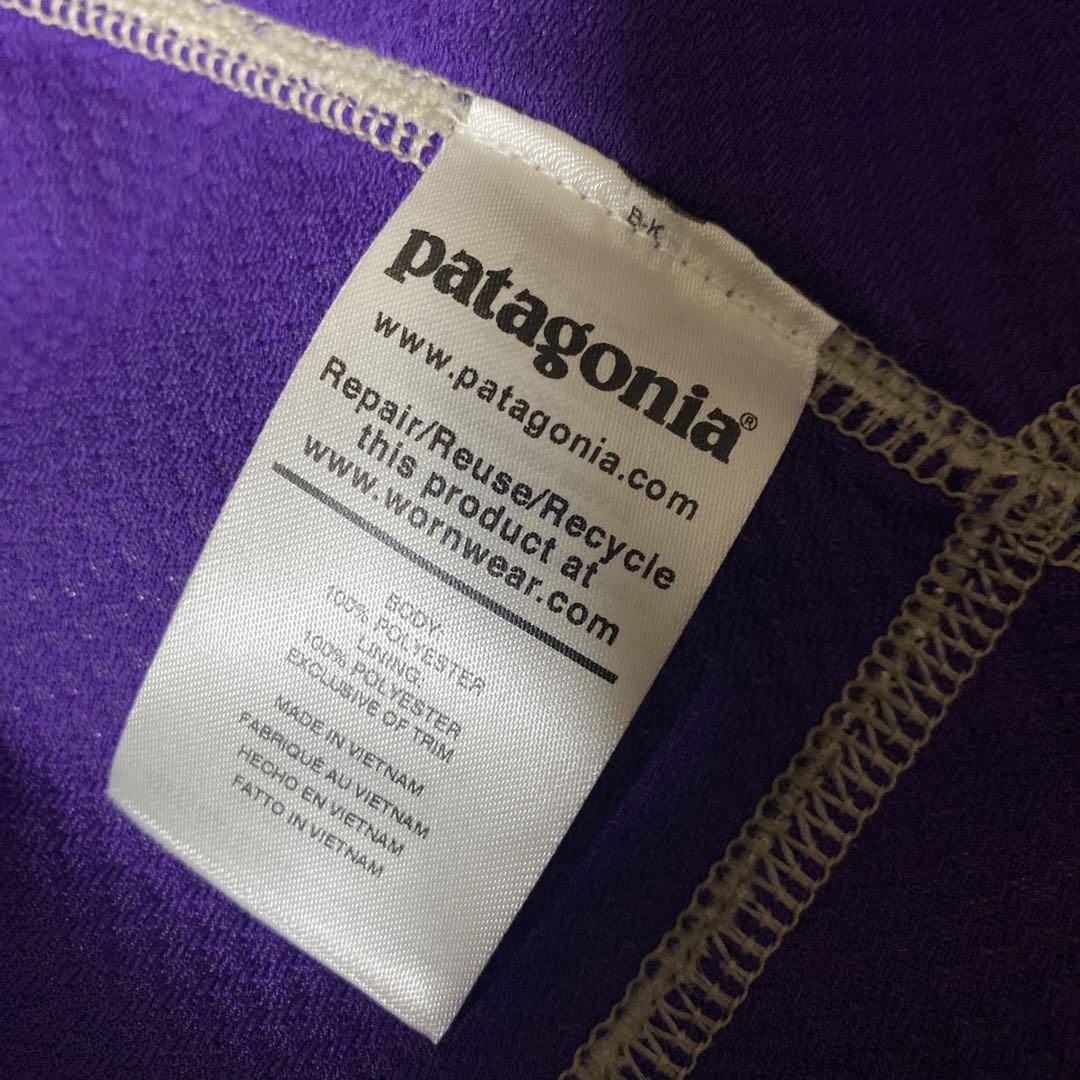 B-K
patagonia®
www.patagonia.com
Repair/Reuse/Recycle
this product at
www.wornwear.com
BODY:
100% POLYESTER
LINING:
100% POLYESTER
EXCLUSIVE OF TRIM
MADE IN VIETNAM
FABRIQUÉ AU VIETNAM
HECHO EN VIETNAM
FATTO IN VIETNAM